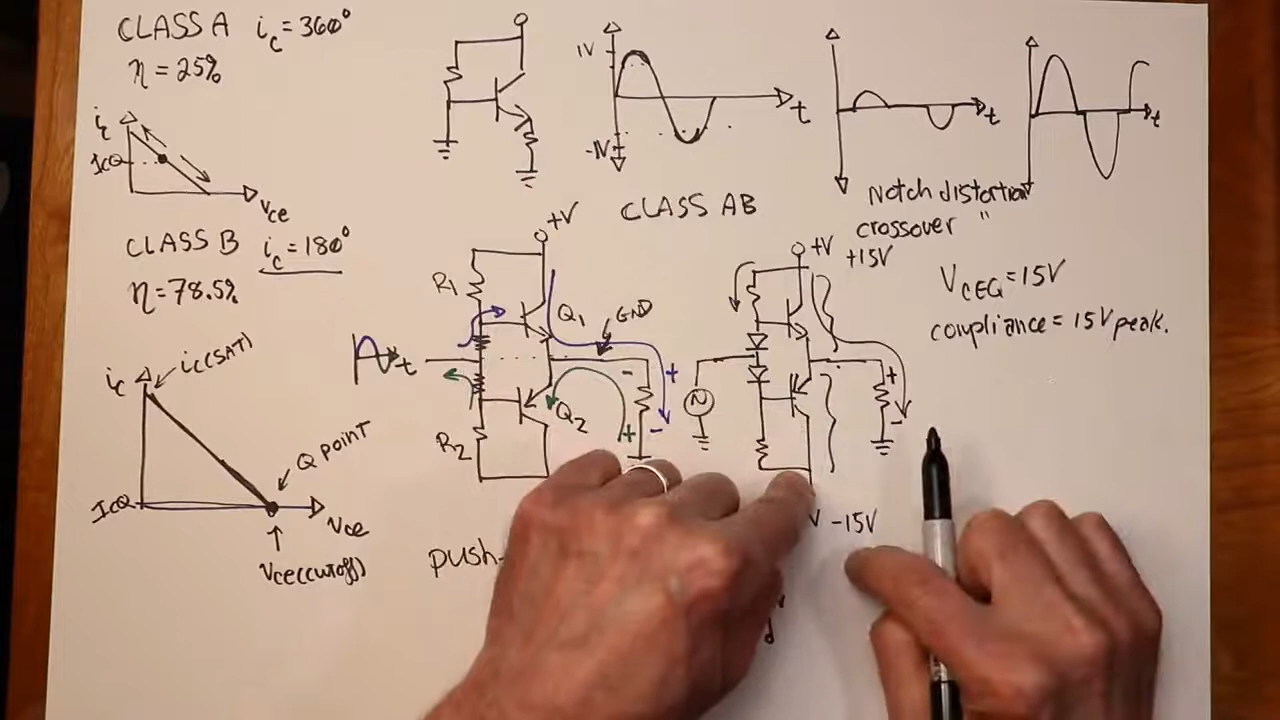 CLASS A i_C = 360°
η = 25%
i_c
I_CQ
V_ce
CLASS B i_C = 180°
η = 78.5%
i_C(SAT)
i_c
Q POINT
I_CQ
V_ce
V_CE(CUTOFF)
1V
-1V
t
t
t
Notch distortion
crossover "
CLASS AB
+V
R1
Q1
GND
t
-
+
Q2
+
-
R2
push-
+V
+15V
+
-
V -15V
V_CEQ = 15V
compliance = 15V peak.